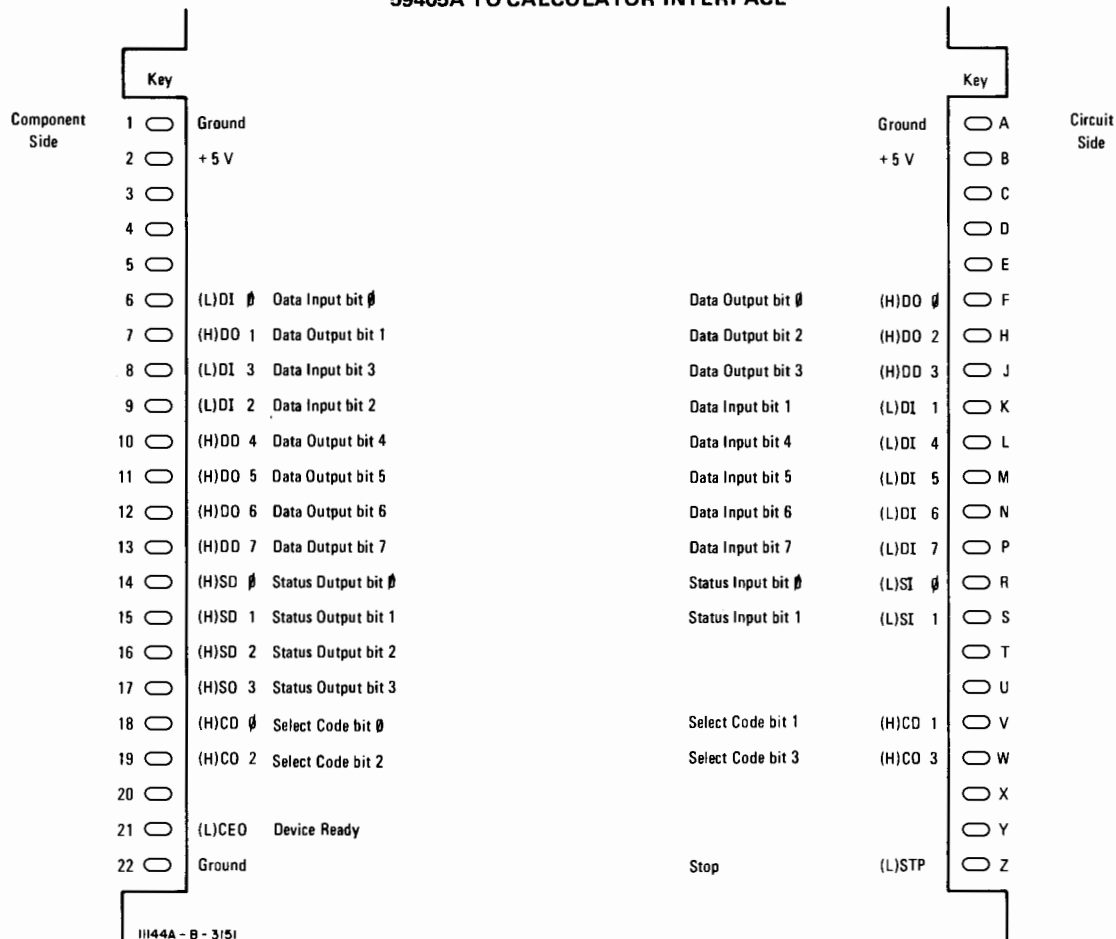 59405A TO CALCULATOR INTERFACE
Key Key
Component Side Circuit Side
1 Ground Ground A
2 + 5 V + 5 V B
3 C
4 D
5 E
6 (L)DI 0 Data Input bit 0 Data Output bit 0 (H)DO 0 F
7 (H)DO 1 Data Output bit 1 Data Output bit 2 (H)DO 2 H
8 (L)DI 3 Data Input bit 3 Data Output bit 3 (H)DO 3 J
9 (L)DI 2 Data Input bit 2 Data Input bit 1 (L)DI 1 K
10 (H)DO 4 Data Output bit 4 Data Input bit 4 (L)DI 4 L
11 (H)DO 5 Data Output bit 5 Data Input bit 5 (L)DI 5 M
12 (H)DO 6 Data Output bit 6 Data Input bit 6 (L)DI 6 N
13 (H)DO 7 Data Output bit 7 Data Input bit 7 (L)DI 7 P
14 (H)SO 0 Status Output bit 0 Status Input bit 0 (L)SI 0 R
15 (H)SO 1 Status Output bit 1 Status Input bit 1 (L)SI 1 S
16 (H)SO 2 Status Output bit 2 T
17 (H)SO 3 Status Output bit 3 U
18 (H)CO 0 Select Code bit 0 Select Code bit 1 (H)CO 1 V
19 (H)CO 2 Select Code bit 2 Select Code bit 3 (H)CO 3 W
20 X
21 (L)CEO Device Ready Y
22 Ground Stop (L)STP Z
11144A - B - 3151